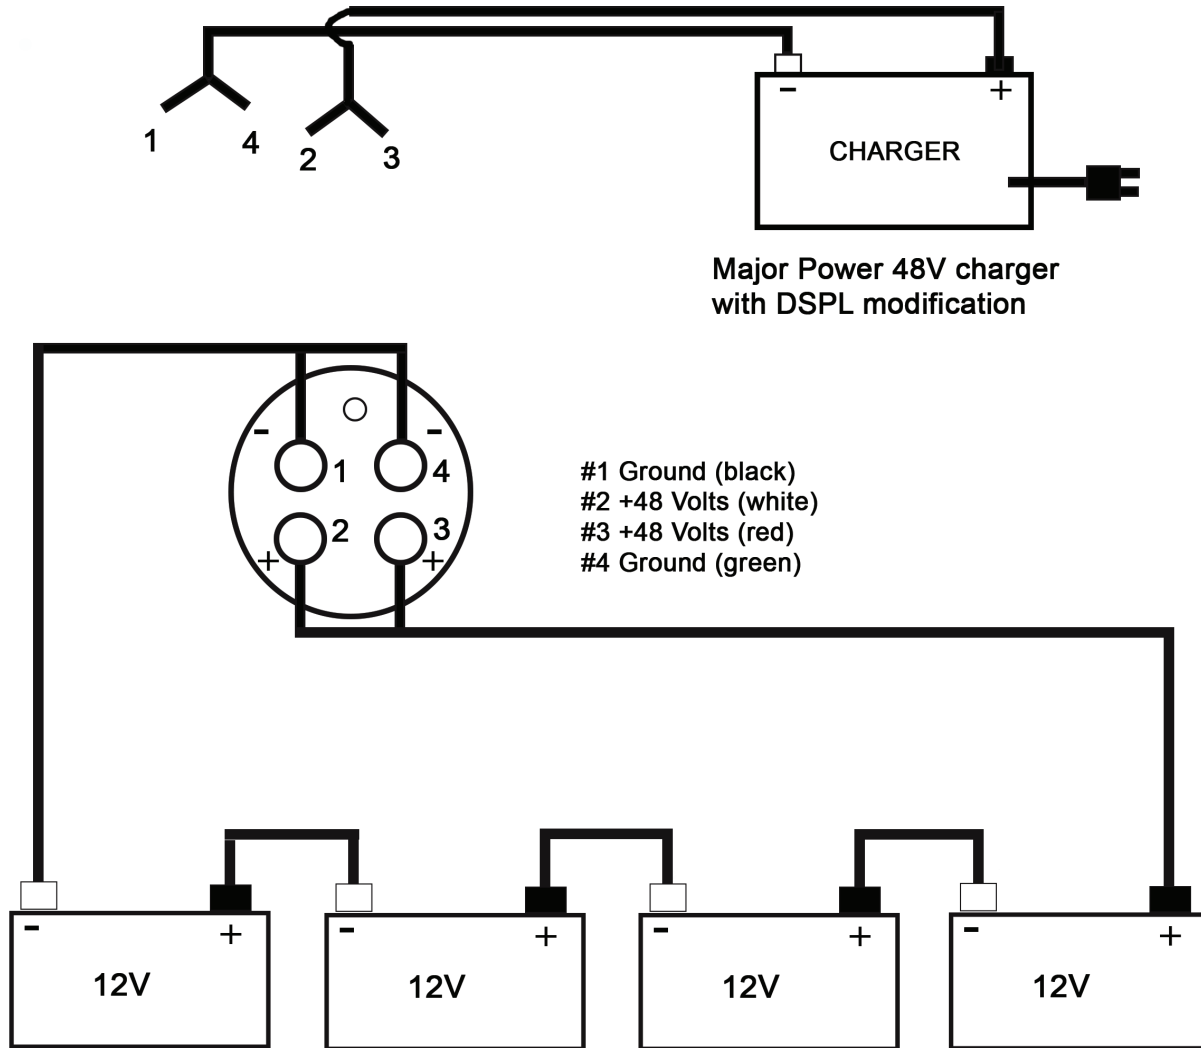 - +
CHARGER
1 4 2 3
Major Power 48V charger
with DSPL modification
- -
1 4
2 3
+ +
#1 Ground (black)
#2 +48 Volts (white)
#3 +48 Volts (red)
#4 Ground (green)
- + - + - + - +
12V 12V 12V 12V